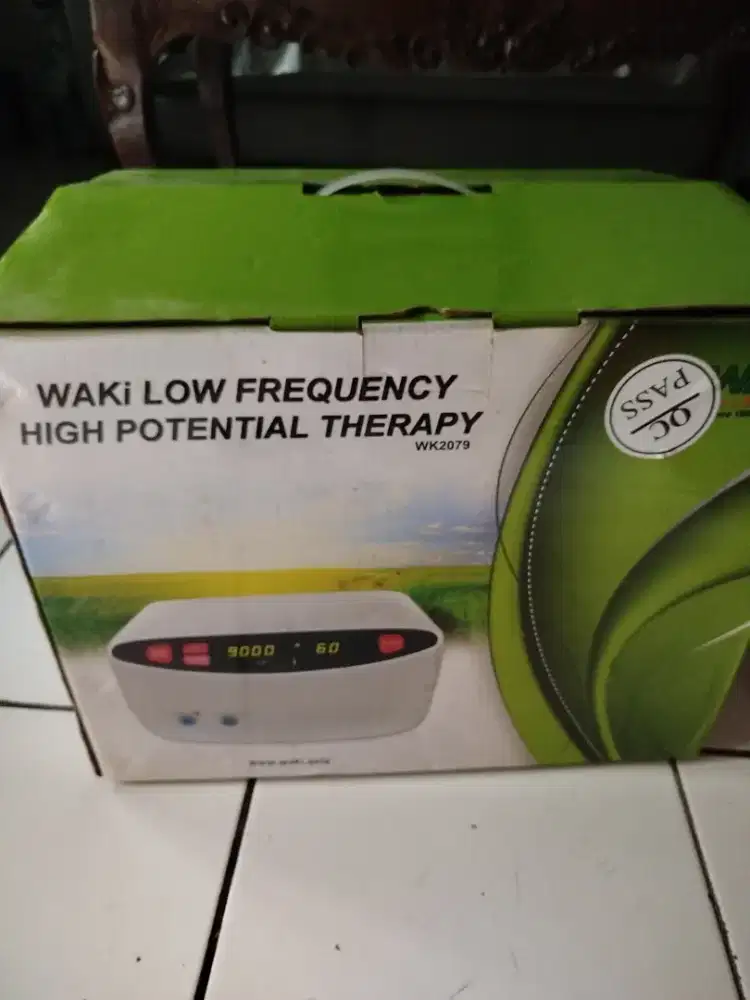 WAKi LOW FREQUENCY
HIGH POTENTIAL THERAPY
WK2079
QC
PASS
9000
60